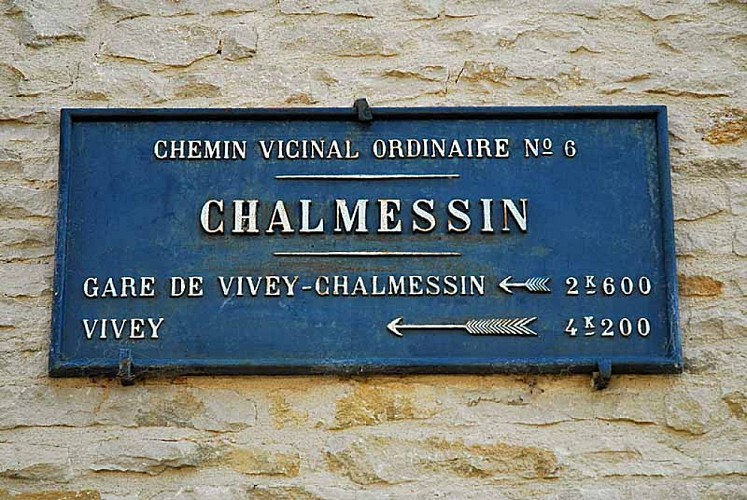 CHEMIN VICINAL ORDINAIRE Nº 6
CHALMESSIN
GARE DE VIVEY-CHALMESSIN 2K600
VIVEY 4K200